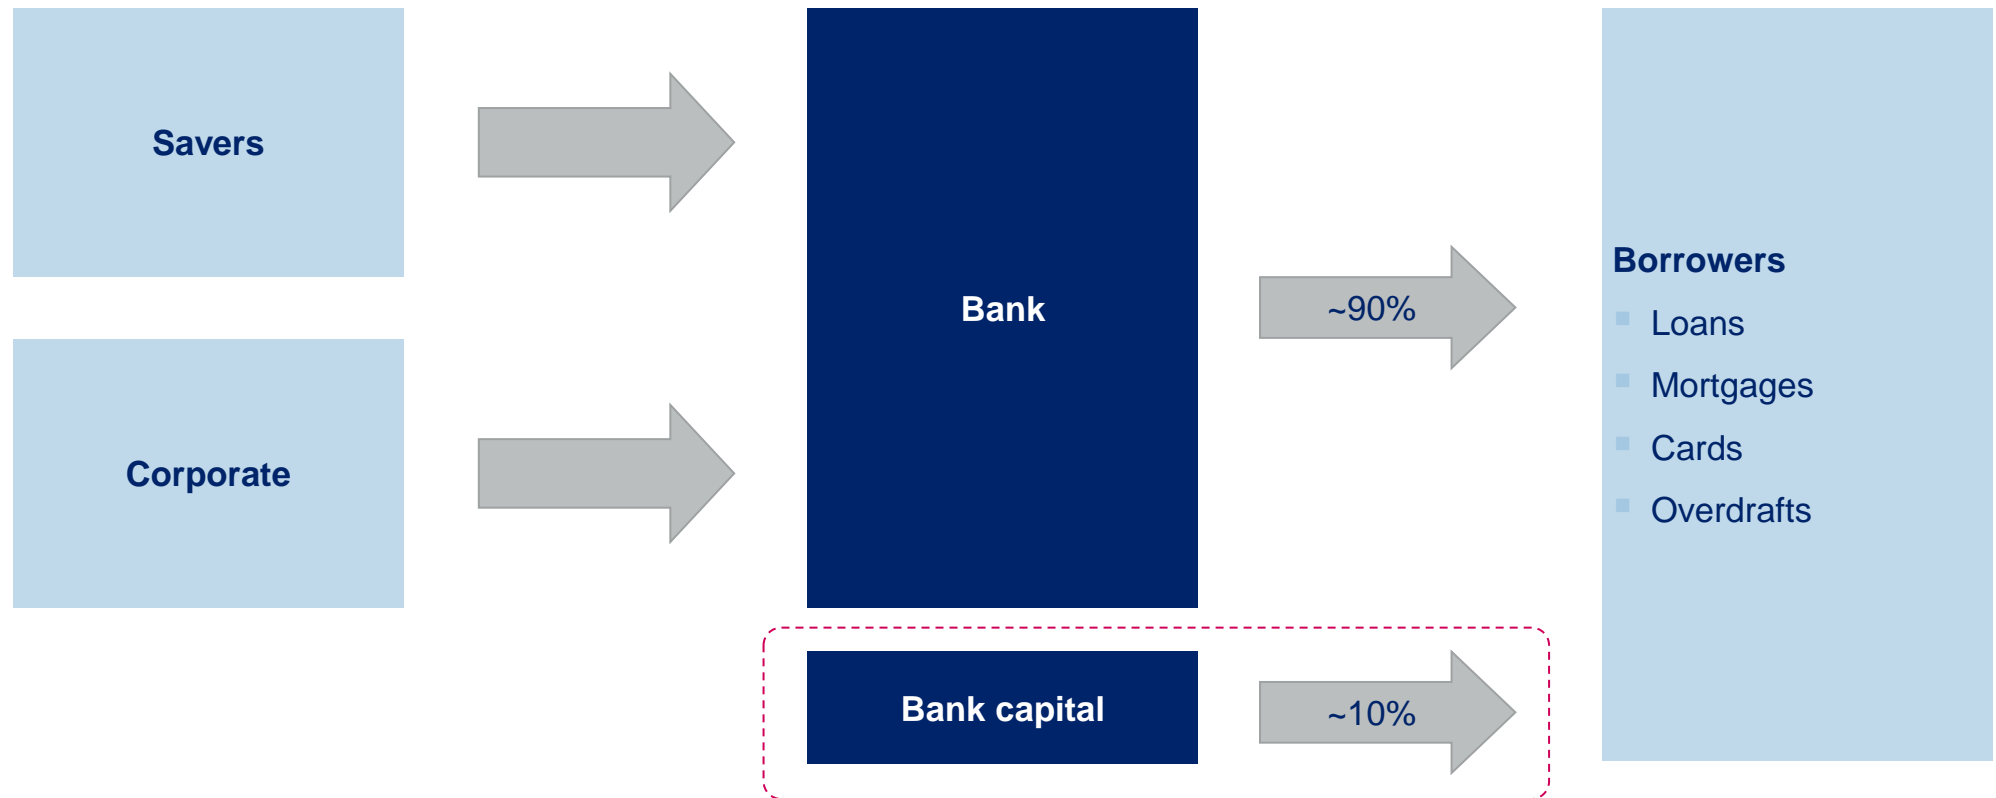 Savers
Corporate
Bank
~90%
Bank capital
~10%
Borrowers
Loans
Mortgages
Cards
Overdrafts